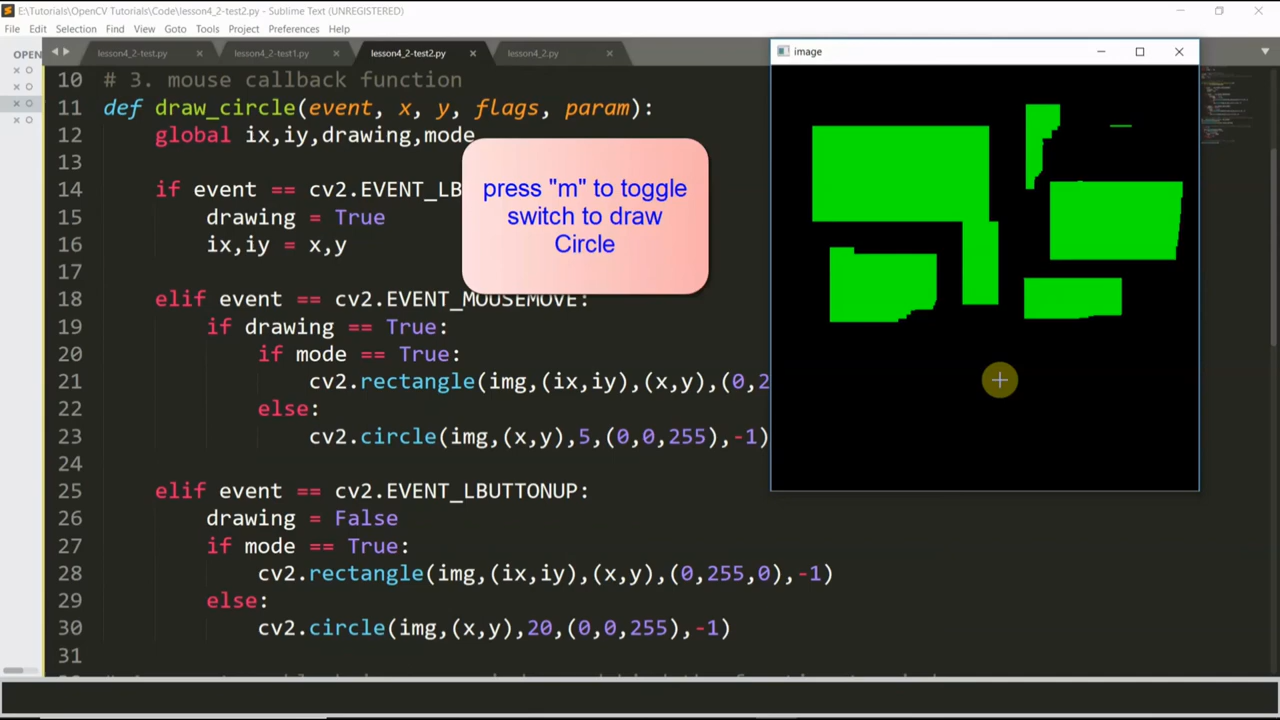 E:\Tutorials\OpenCV Tutorials\Code\lesson4_2-test2.py - Sublime Text (UNREGISTERED)
File Edit Selection Find View Goto Tools Project Preferences Help
OPEN
lesson4_2-test.py
lesson4_2-test1.py
lesson4_2-test2.py
lesson4_2.py
10 # 3. mouse callback function
11 def draw_circle(event, x, y, flags, param):
12 global ix,iy,drawing,mode
13
14 if event == cv2.EVENT_LB
15 drawing = True
16 ix,iy = x,y
17
18 elif event == cv2.EVENT_MOUSEMOVE:
19 if drawing == True:
20 if mode == True:
21 cv2.rectangle(img,(ix,iy),(x,y),(0,2
22 else:
23 cv2.circle(img,(x,y),5,(0,0,255),-1)
24
25 elif event == cv2.EVENT_LBUTTONUP:
26 drawing = False
27 if mode == True:
28 cv2.rectangle(img,(ix,iy),(x,y),(0,255,0),-1)
29 else:
30 cv2.circle(img,(x,y),20,(0,0,255),-1)
31
press "m" to toggle
switch to draw
Circle
image